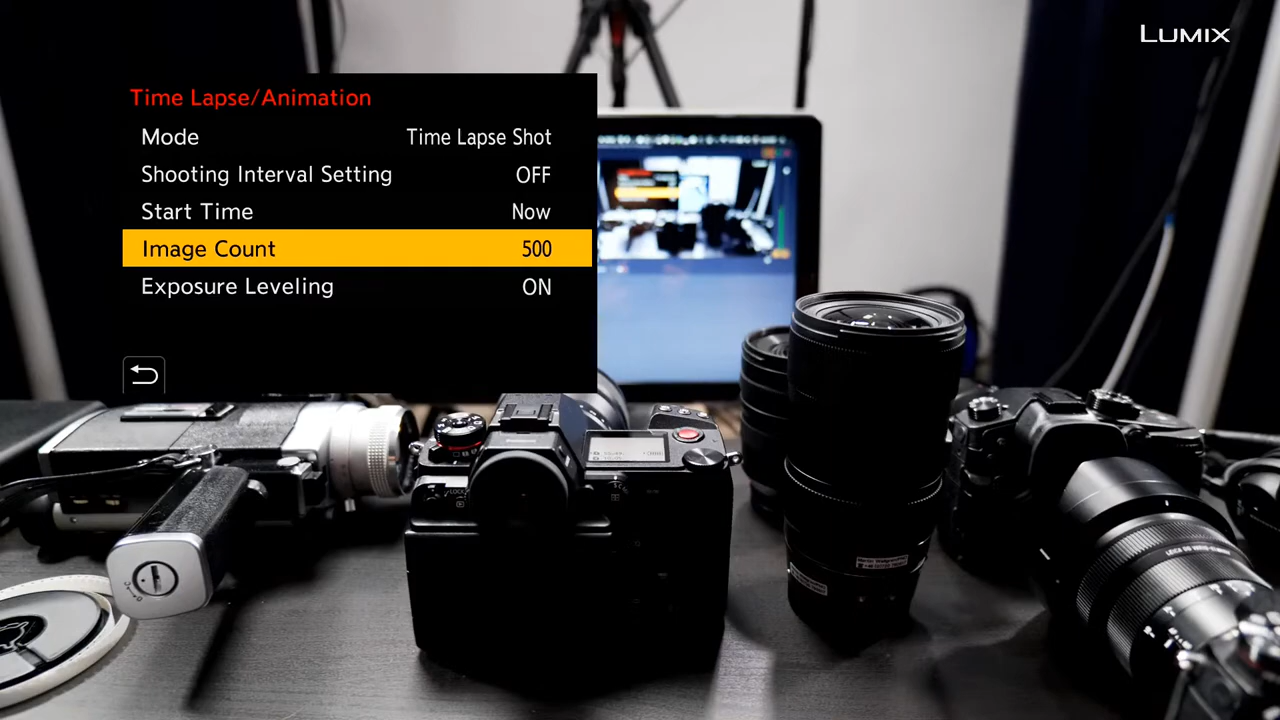 LUMIX
Time Lapse/Animation
Mode Time Lapse Shot
Shooting Interval Setting OFF
Start Time Now
Image Count 500
Exposure Leveling ON